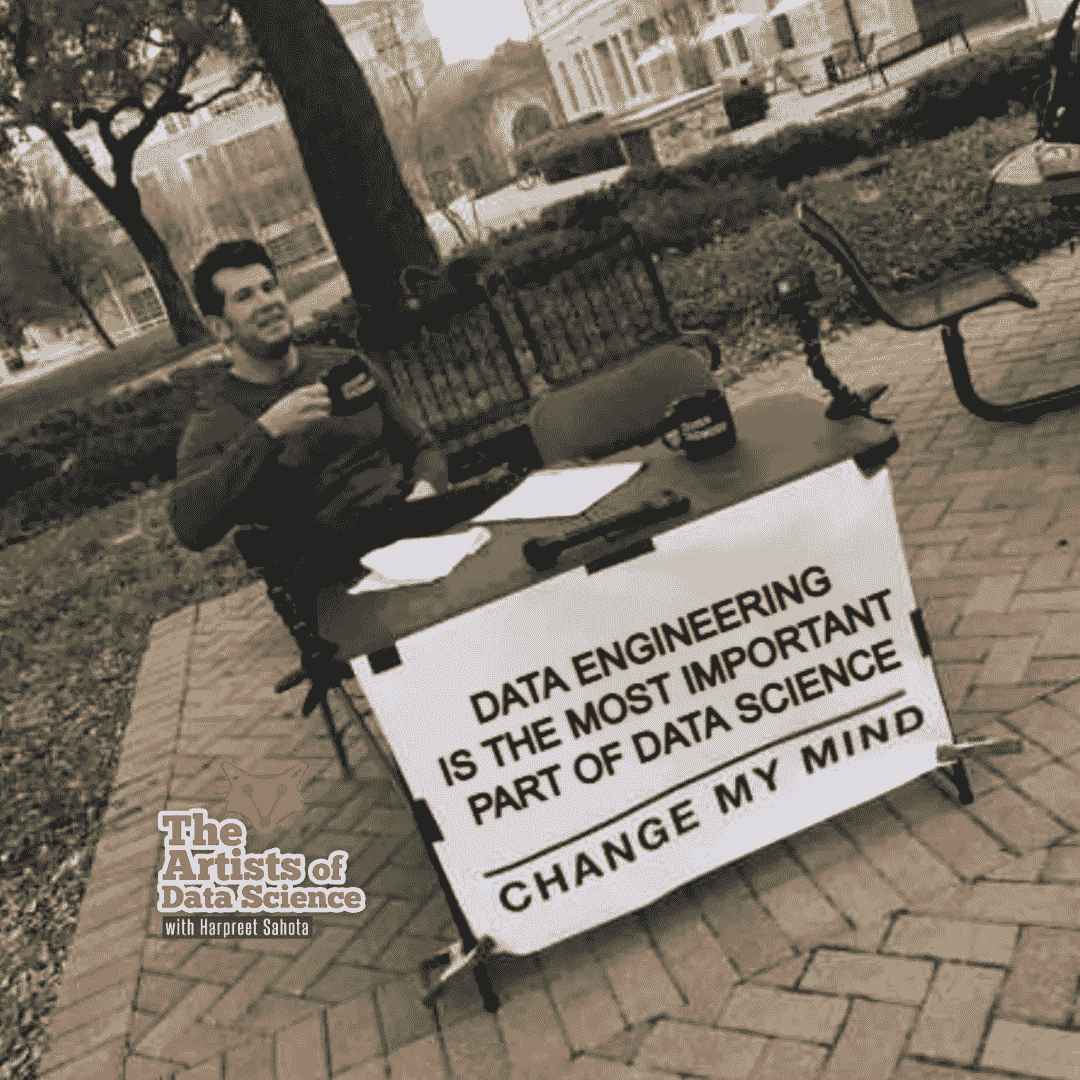 DATA ENGINEERING
IS THE MOST IMPORTANT
PART OF DATA SCIENCE
CHANGE MY MIND
The
Artists of
Data Science
with Harpreet Sahota